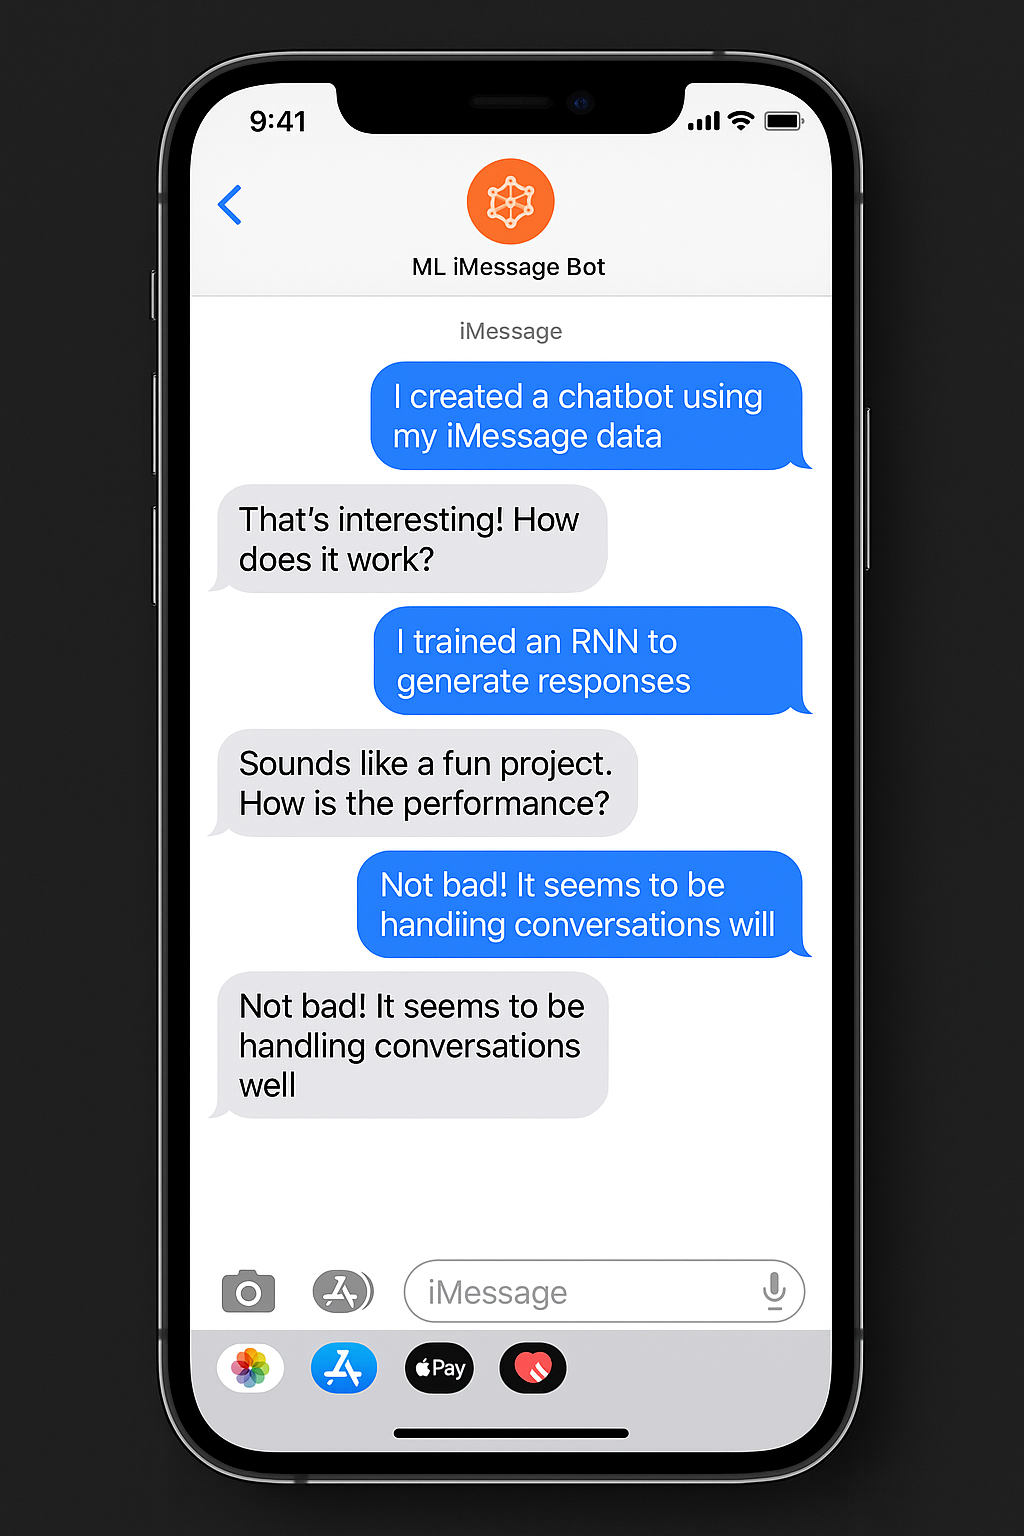 9:41
ML iMessage Bot
iMessage
I created a chatbot using
my iMessage data
That's interesting! How
does it work?
I trained an RNN to
generate responses
Sounds like a fun project.
How is the performance?
Not bad! It seems to be
handiing conversations will
Not bad! It seems to be
handling conversations
well
iMessage
Pay